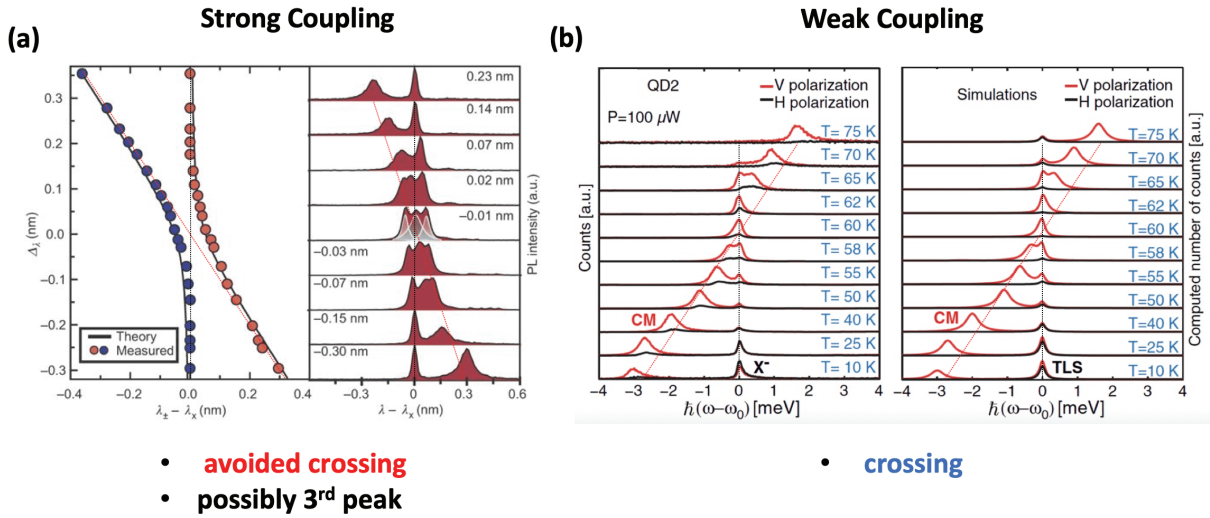 Strong Coupling
Weak Coupling
(a)
(b)
0.3
0.2
0.1
0.0
−0.1
−0.2
−0.3
Δλ (nm)
Theory
Measured
−0.4
−0.2
0.0
0.2
0.4
λ± − λx (nm)
0.23 nm
0.14 nm
0.07 nm
0.02 nm
−0.01 nm
−0.03 nm
−0.07 nm
−0.15 nm
−0.30 nm
PL intensity (a.u.)
−0.3
0.0
0.3
0.6
λ − λx (nm)
QD2
V polarization
H polarization
P=100 μW
T= 75 K
T= 70 K
T= 65 K
T= 62 K
T= 60 K
T= 58 K
T= 55 K
T= 50 K
T= 40 K
T= 25 K
T= 10 K
CM
X⁻
Counts [a.u.]
−4 −3 −2 −1 0 1 2 3 4
ħ(ω−ω0) [meV]
V polarization
H polarization
Simulations
T=75 K
T=70 K
T=65 K
T=62 K
T=60 K
T=58 K
T=55 K
T=50 K
T=40 K
T=25 K
T=10 K
CM
TLS
Computed number of counts [a.u.]
−4 −3 −2 −1 0 1 2 3 4
ħ(ω−ω0) [meV]
• avoided crossing
• possibly 3rd peak
• crossing